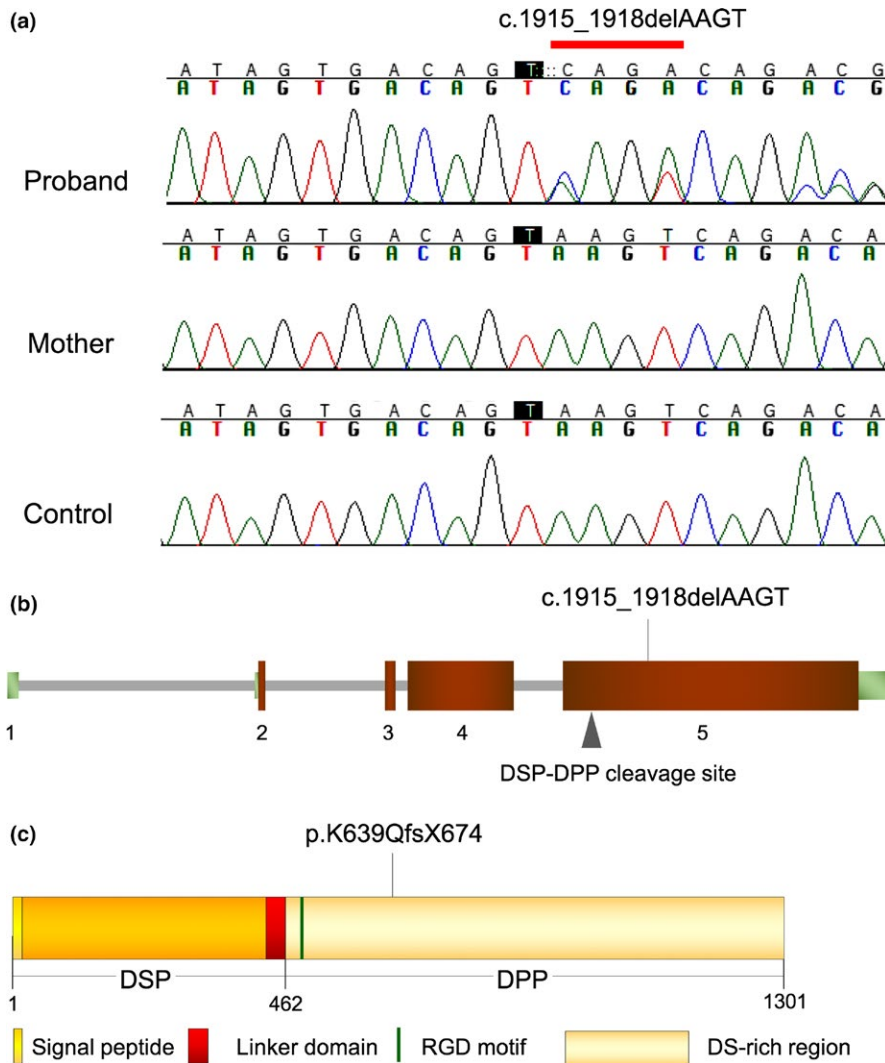 (a)
c.1915_1918delAAGT
A T A G T G A C A G T::::C A G A C A G A C G
A T A G T G A C A G T C A G A C A G A C G
Proband
A T A G T G A C A G T A A G T C A G A C A
A T A G T G A C A G T A A G T C A G A C A
Mother
A T A G T G A C A G T A A G T C A G A C A
A T A G T G A C A G T A A G T C A G A C A
Control
(b)
c.1915_1918delAAGT
1 2 3 4 5
DSP-DPP cleavage site
(c)
p.K639QfsX674
DSP DPP
1 462 1301
Signal peptide Linker domain RGD motif DS-rich region